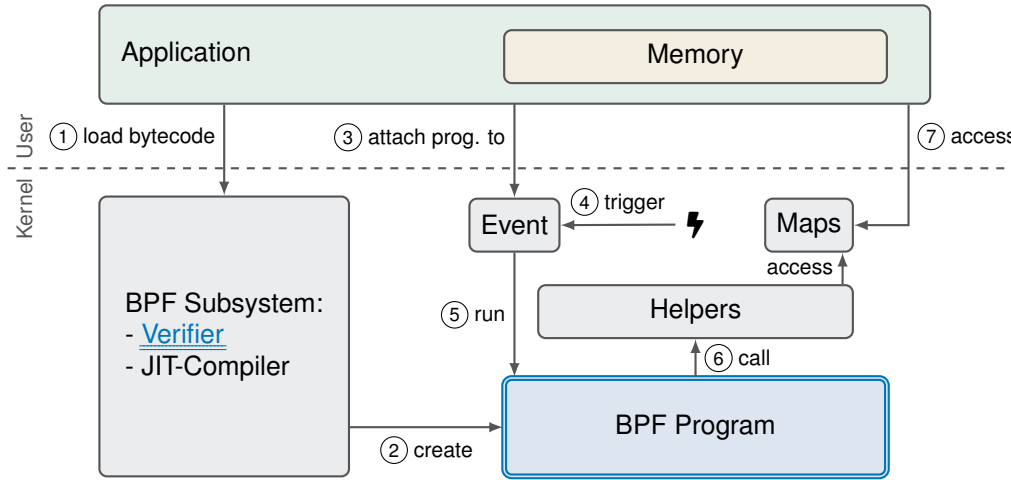 Application
Memory
① load bytecode
③ attach prog. to
⑦ access
User
Kernel
Event
④ trigger
Maps
access
BPF Subsystem:
- Verifier
- JIT-Compiler
⑤ run
Helpers
⑥ call
BPF Program
② create